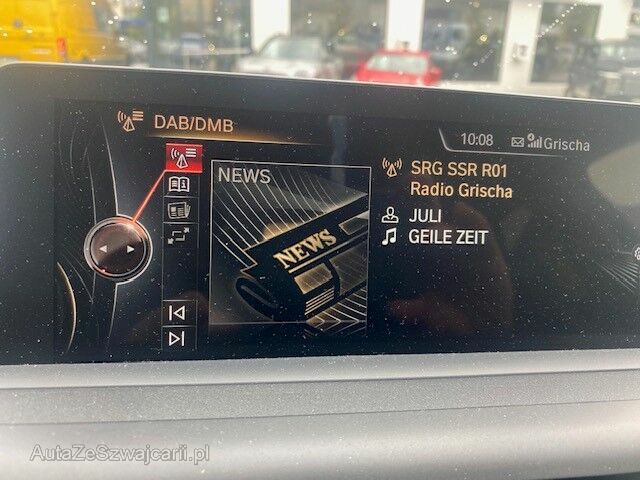 DAB/DMB
10:08
Grischa
NEWS
NEWS
SRG SSR R01
Radio Grischa
JULI
GEILE ZEIT
AutaZeSzwajcarii.pl